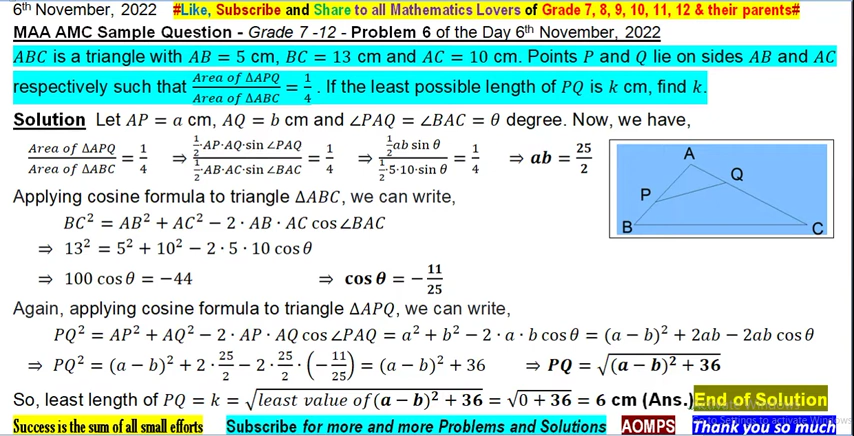 6th November, 2022 #Like, Subscribe and Share to all Mathematics Lovers of Grade 7, 8, 9, 10, 11, 12 & their parents#
MAA AMC Sample Question - Grade 7 -12 - Problem 6 of the Day 6th November, 2022
ABC is a triangle with AB = 5 cm, BC = 13 cm and AC = 10 cm. Points P and Q lie on sides AB and AC
respectively such that Area of ΔAPQ / Area of ΔABC = 1/4 . If the least possible length of PQ is k cm, find k.
Solution Let AP = a cm, AQ = b cm and ∠PAQ = ∠BAC = θ degree. Now, we have,
Area of ΔAPQ / Area of ΔABC = 1/4 ⇒ ½·AP·AQ·sin ∠PAQ / ½·AB·AC·sin ∠BAC = 1/4 ⇒ ½ab sin θ / ½·5·10·sin θ = 1/4 ⇒ ab = 25/2
A
Q
P
B
C
Applying cosine formula to triangle ΔABC, we can write,
BC² = AB² + AC² − 2 · AB · AC cos ∠BAC
⇒ 13² = 5² + 10² − 2 · 5 · 10 cos θ
⇒ 100 cos θ = −44 ⇒ cos θ = − 11/25
Again, applying cosine formula to triangle ΔAPQ, we can write,
PQ² = AP² + AQ² − 2 · AP · AQ cos ∠PAQ = a² + b² − 2 · a · b cos θ = (a − b)² + 2ab − 2ab cos θ
⇒ PQ² = (a − b)² + 2 · 25/2 − 2 · 25/2 · (− 11/25) = (a − b)² + 36 ⇒ PQ = √((a − b)² + 36)
So, least length of PQ = k = √(least value of (a − b)² + 36) = √(0 + 36) = 6 cm (Ans.) End of Solution
Activate Windows
Go to Settings to activate Windows
Success is the sum of all small efforts Subscribe for more and more Problems and Solutions AOMPS Thank you so much